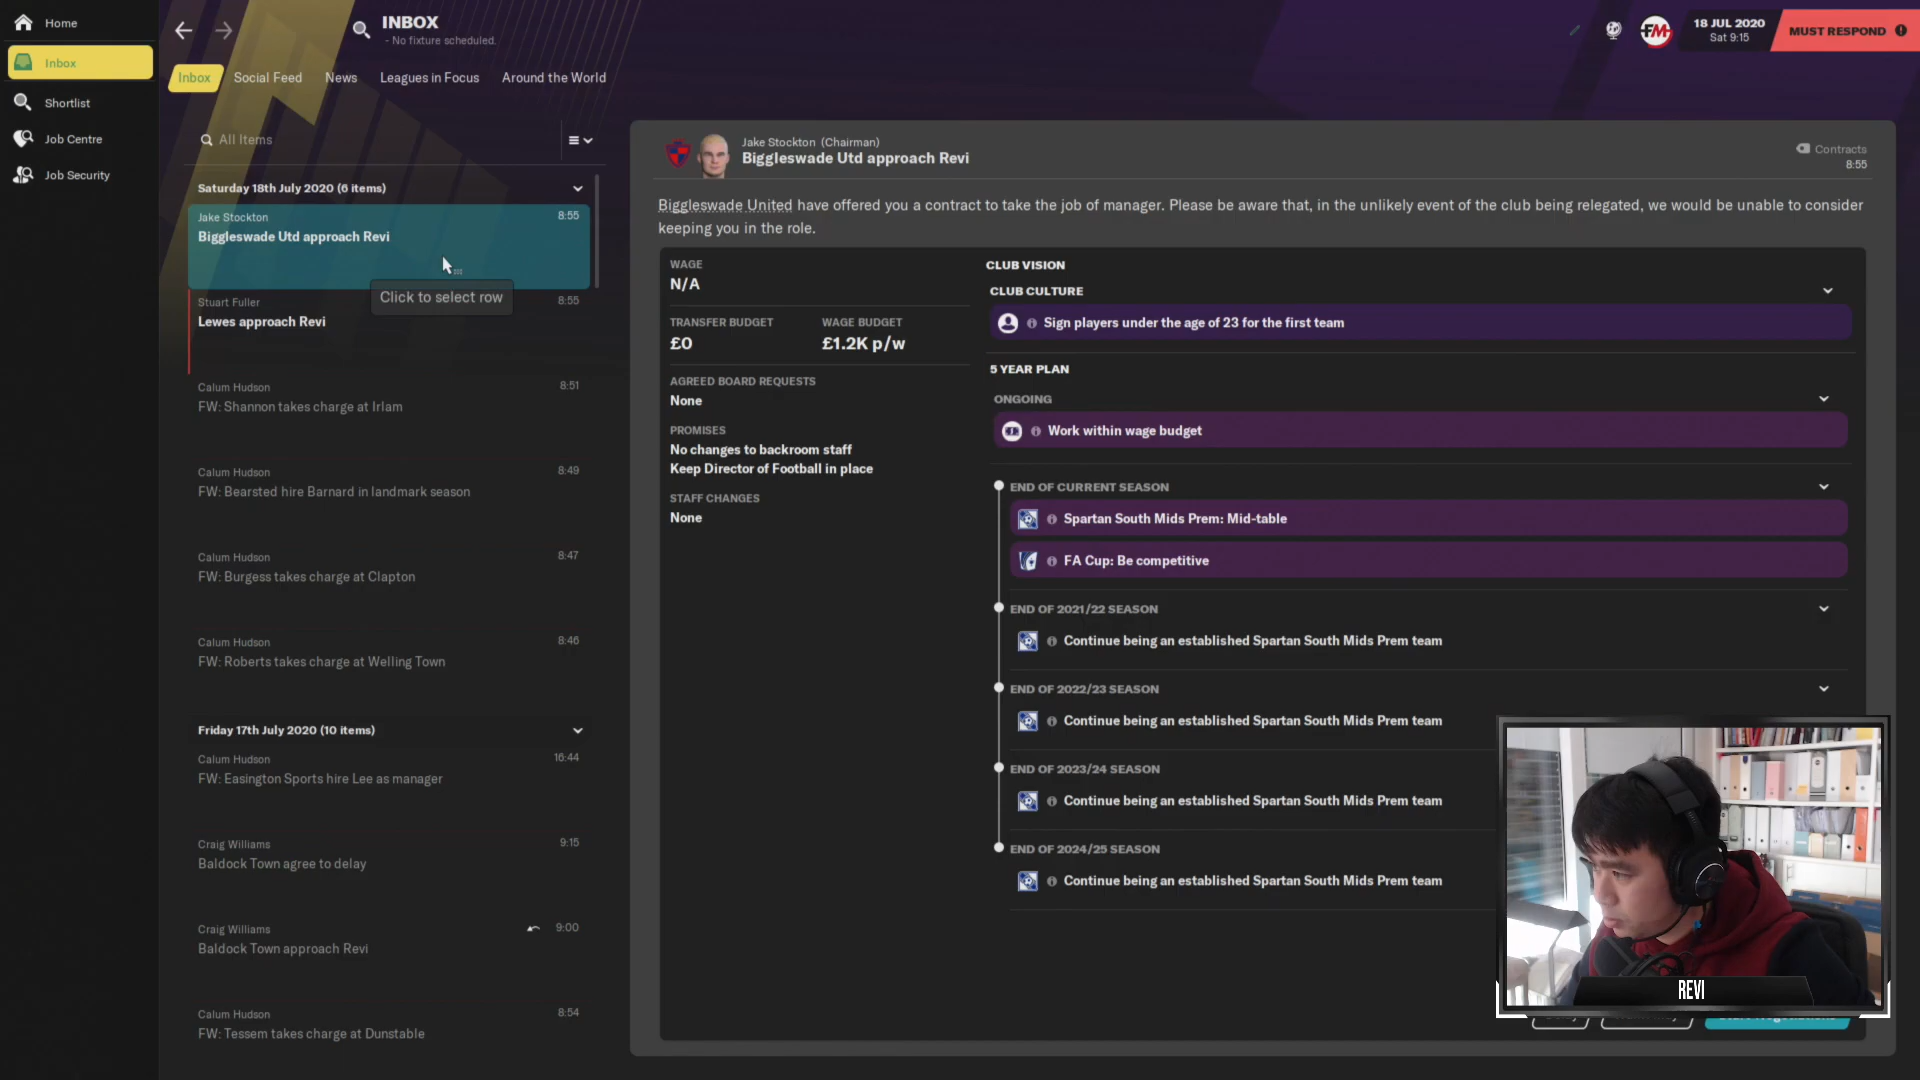 Home
Inbox
Shortlist
Job Centre
Job Security
INBOX
- No fixture scheduled.
FM
18 JUL 2020
Sat 9:15
MUST RESPOND
Inbox
Social Feed
News
Leagues in Focus
Around the World
All Items
Saturday 18th July 2020 (6 items)
Jake Stockton
8:55
Biggleswade Utd approach Revi
Click to select row
Stuart Fuller
8:55
Lewes approach Revi
Calum Hudson
8:51
FW: Shannon takes charge at Irlam
Calum Hudson
8:49
FW: Bearsted hire Barnard in landmark season
Calum Hudson
8:47
FW: Burgess takes charge at Clapton
Calum Hudson
8:46
FW: Roberts takes charge at Welling Town
Friday 17th July 2020 (10 items)
Calum Hudson
16:44
FW: Easington Sports hire Lee as manager
Craig Williams
9:15
Baldock Town agree to delay
Craig Williams
9:00
Baldock Town approach Revi
Calum Hudson
8:54
FW: Tessem takes charge at Dunstable
Jake Stockton (Chairman)
Biggleswade Utd approach Revi
Contracts
8:55
Biggleswade United have offered you a contract to take the job of manager. Please be aware that, in the unlikely event of the club being relegated, we would be unable to consider
keeping you in the role.
WAGE
N/A
TRANSFER BUDGET
£0
WAGE BUDGET
£1.2K p/w
AGREED BOARD REQUESTS
None
PROMISES
No changes to backroom staff
Keep Director of Football in place
STAFF CHANGES
None
CLUB VISION
CLUB CULTURE
Sign players under the age of 23 for the first team
5 YEAR PLAN
ONGOING
Work within wage budget
END OF CURRENT SEASON
Spartan South Mids Prem: Mid-table
FA Cup: Be competitive
END OF 2021/22 SEASON
Continue being an established Spartan South Mids Prem team
END OF 2022/23 SEASON
Continue being an established Spartan South Mids Prem team
END OF 2023/24 SEASON
Continue being an established Spartan South Mids Prem team
END OF 2024/25 SEASON
Continue being an established Spartan South Mids Prem team
REVI